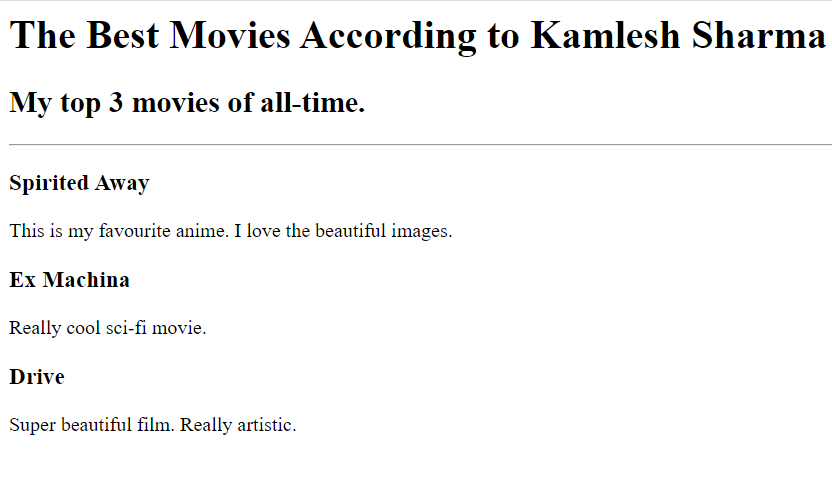 The Best Movies According to Kamlesh Sharma
My top 3 movies of all-time.
Spirited Away
This is my favourite anime. I love the beautiful images.
Ex Machina
Really cool sci-fi movie.
Drive
Super beautiful film. Really artistic.